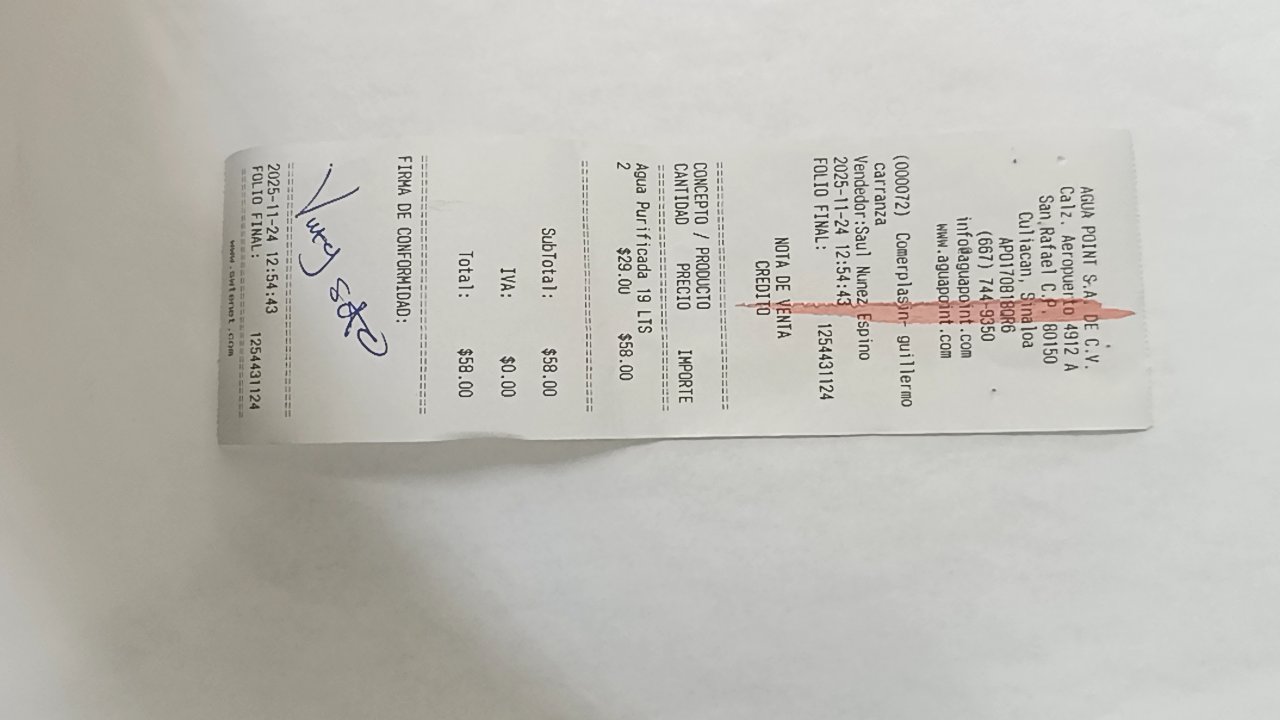 AGUA POINT S.A. DE C.V.
Calz. Aeropuerto 4912 A
San Rafael C.P. 80150
Culiacan, Sinaloa
APO170818QR6
(667) 744-9350
info@aguapoint.com
www.aguapoint.com
(000072) Comerplasin- guillermo
carranza
Vendedor:Saul Nunez Espino
2025-11-24 12:54:43
FOLIO FINAL: 1254431124
NOTA DE VENTA
CREDITO
CONCEPTO / PRODUCTO
CANTIDAD PRECIO IMPORTE
Agua Purificada 19 LTS
2 $29.00 $58.00
SubTotal: $58.00
IVA: $0.00
Total: $58.00
FIRMA DE CONFORMIDAD:
2025-11-24 12:54:43
FOLIO FINAL: 1254431124